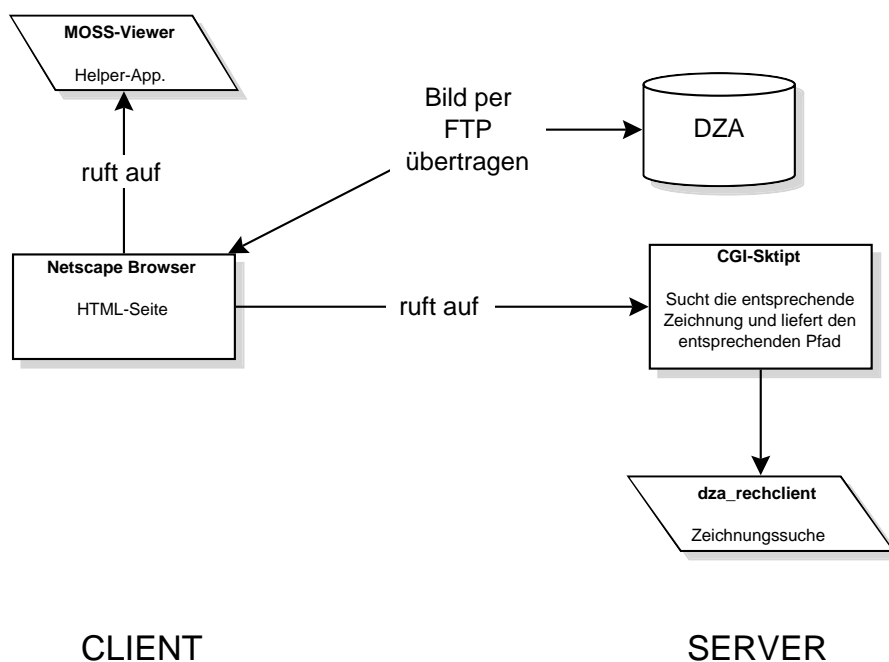 MOSS-Viewer
Helper-App.
Bild per
FTP
übertragen
DZA
ruft auf
Netscape Browser
HTML-Seite
ruft auf
CGI-Sktipt
Sucht die entsprechende
Zeichnung und liefert den
entsprechenden Pfad
dza_rechclient
Zeichnungssuche
CLIENT
SERVER